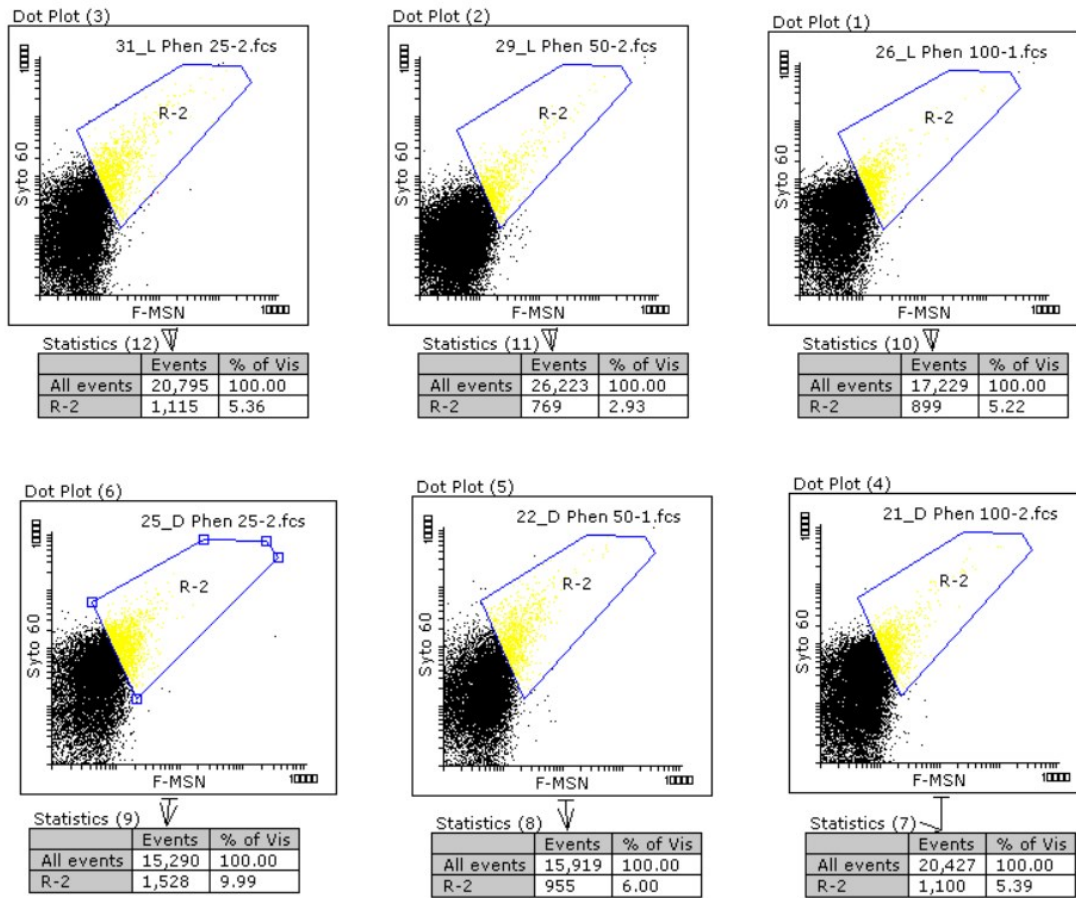 Dot Plot (3)
31_L Phen 25-2.fcs
R-2
Syto 60
F-MSN
Statistics (12)
Events % of Vis
All events 20,795 100.00
R-2 1,115 5.36
Dot Plot (2)
29_L Phen 50-2.fcs
R-2
Syto 60
F-MSN
Statistics (11)
Events % of Vis
All events 26,223 100.00
R-2 769 2.93
Dot Plot (1)
26_L Phen 100-1.fcs
R-2
Syto 60
F-MSN
Statistics (10)
Events % of Vis
All events 17,229 100.00
R-2 899 5.22
Dot Plot (6)
25_D Phen 25-2.fcs
R-2
Syto 60
F-MSN
Statistics (9)
Events % of Vis
All events 15,290 100.00
R-2 1,528 9.99
Dot Plot (5)
22_D Phen 50-1.fcs
R-2
Syto 60
F-MSN
Statistics (8)
Events % of Vis
All events 15,919 100.00
R-2 955 6.00
Dot Plot (4)
21_D Phen 100-2.fcs
R-2
Syto 60
F-MSN
Statistics (7)
Events % of Vis
All events 20,427 100.00
R-2 1,100 5.39